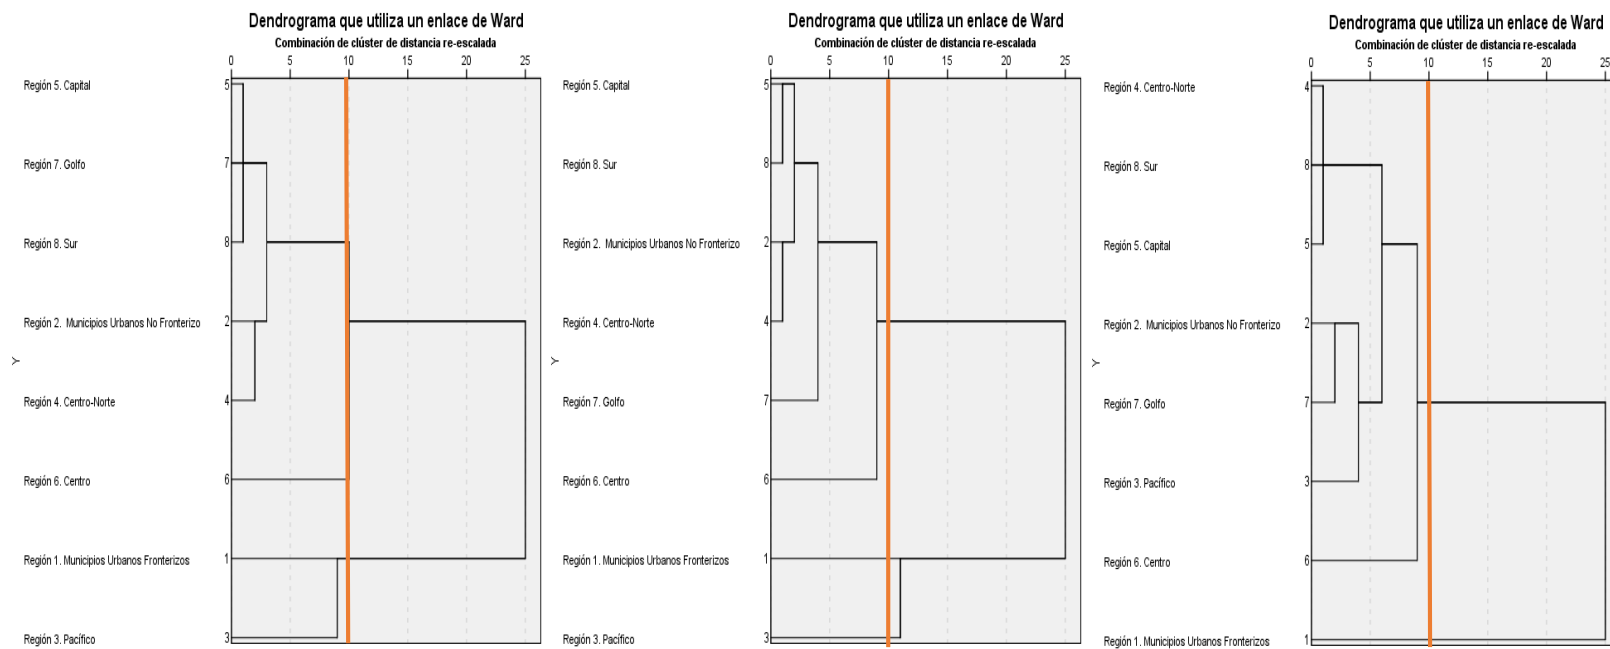 Dendrograma que utiliza un enlace de Ward
Combinación de clúster de distancia re-escalada
0 5 10 15 20 25
Región 5. Capital 5
Región 7. Golfo 7
Región 8. Sur 8
Región 2. Municipios Urbanos No Fronterizo 2
Y
Región 4. Centro-Norte 4
Región 6. Centro 6
Región 1. Municipios Urbanos Fronterizos 1
Región 3. Pacífico 3
Dendrograma que utiliza un enlace de Ward
Combinación de clúster de distancia re-escalada
0 5 10 15 20 25
Región 5. Capital 5
Región 8. Sur 8
Región 2. Municipios Urbanos No Fronterizo 2
Región 4. Centro-Norte 4
Y
Región 7. Golfo 7
Región 6. Centro 6
Región 1. Municipios Urbanos Fronterizos 1
Región 3. Pacífico 3
Dendrograma que utiliza un enlace de Ward
Combinación de clúster de distancia re-escalada
0 5 10 15 20 25
Región 4. Centro-Norte 4
Región 8. Sur 8
Región 5. Capital 5
Región 2. Municipios Urbanos No Fronterizo 2
Y
Región 7. Golfo 7
Región 3. Pacífico 3
Región 6. Centro 6
Región 1. Municipios Urbanos Fronterizos 1